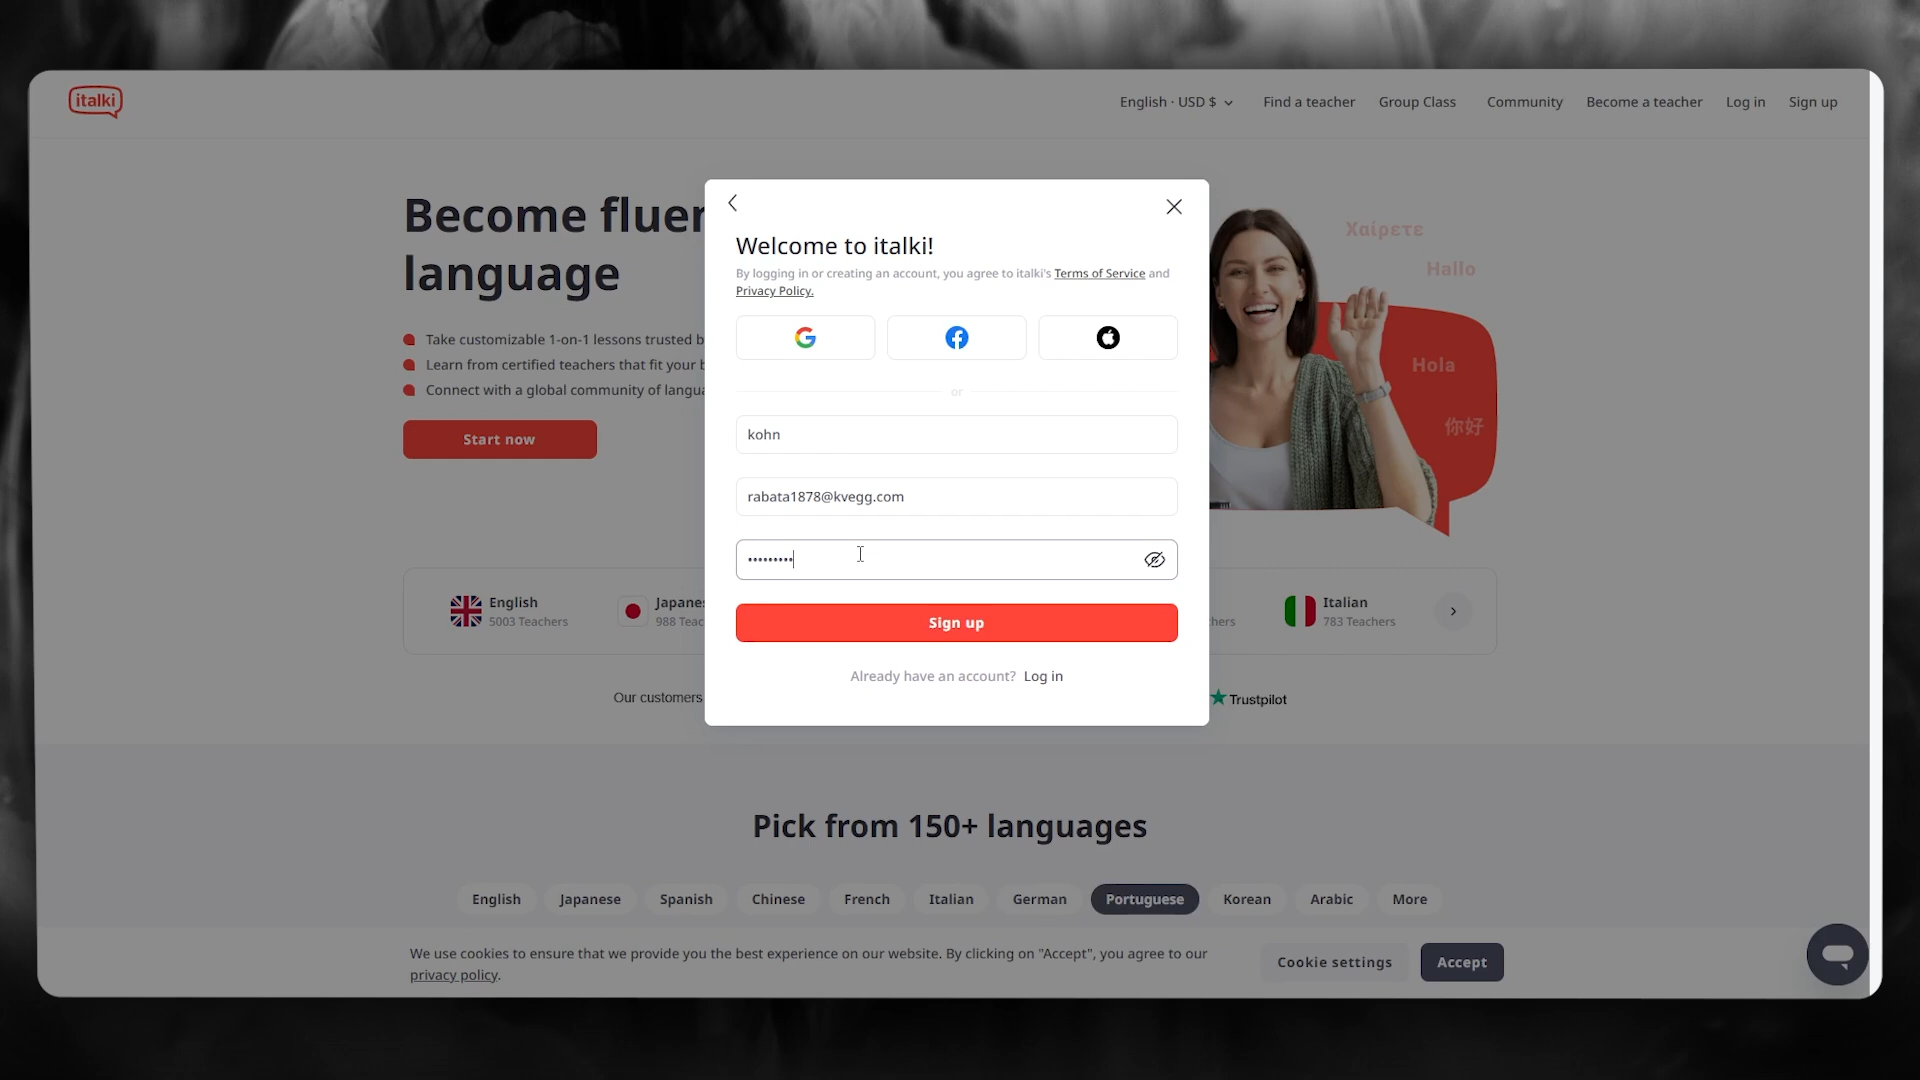 italki
English · USD $
Find a teacher
Group Class
Community
Become a teacher
Log in
Sign up
Become
language
Take customizable 1-on-1 lessons trusted
Learn from certified teachers that fit your
Connect with a global community of
Start now
Χαίρετε
Hallo
Hola
你好
Welcome to italki!
By logging in or creating an account, you agree to italki's Terms of Service and
Privacy Policy.
or
kohn
rabata1878@kvegg.com
•••••••••
Sign up
Already have an account? Log in
English
5003 Teachers
988
Italian
783 Teachers
Our customers
Trustpilot
Pick from 150+ languages
English
Japanese
Spanish
Chinese
French
Italian
German
Portuguese
Korean
Arabic
More
We use cookies to ensure that we provide you the best experience on our website. By clicking on "Accept", you agree to our
privacy policy.
Cookie settings
Accept